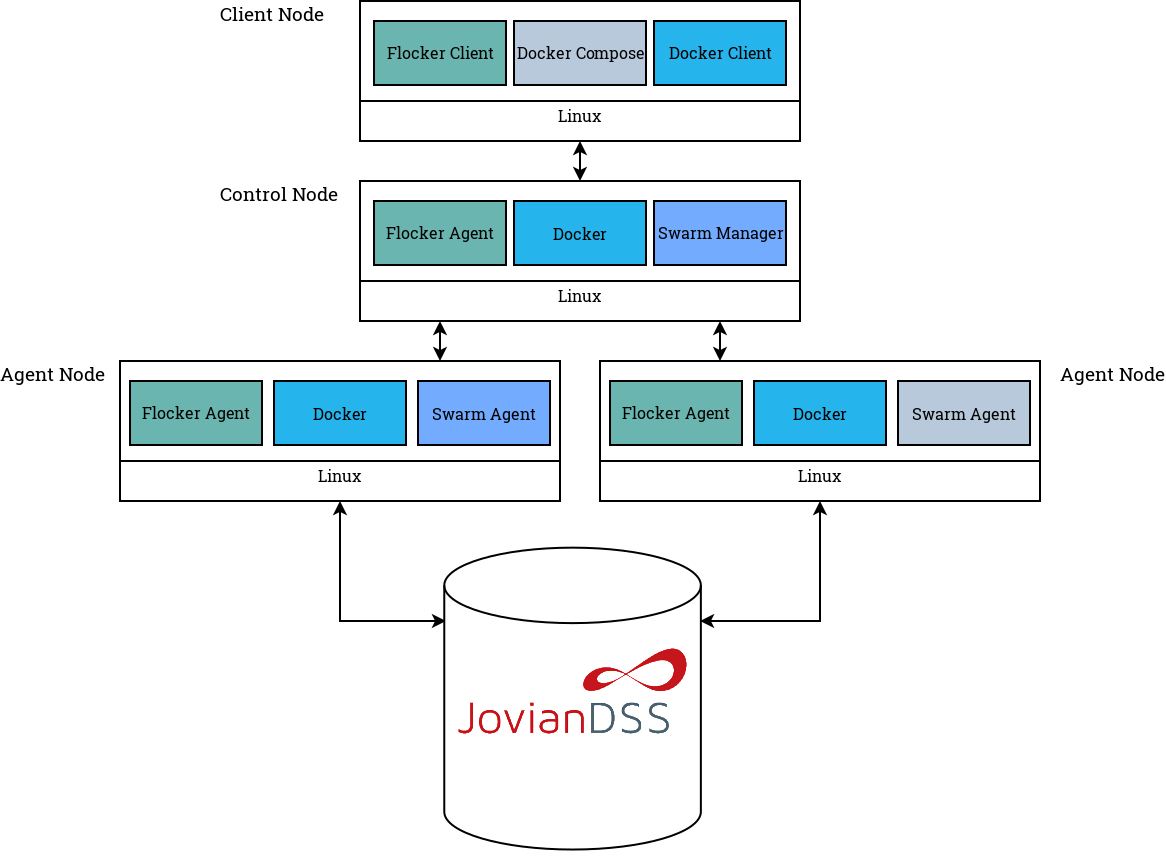 Client Node
Flocker Client
Docker Compose
Docker Client
Linux
Control Node
Flocker Agent
Docker
Swarm Manager
Linux
Agent Node
Flocker Agent
Docker
Swarm Agent
Linux
Agent Node
Flocker Agent
Docker
Swarm Agent
Linux
JovianDSS